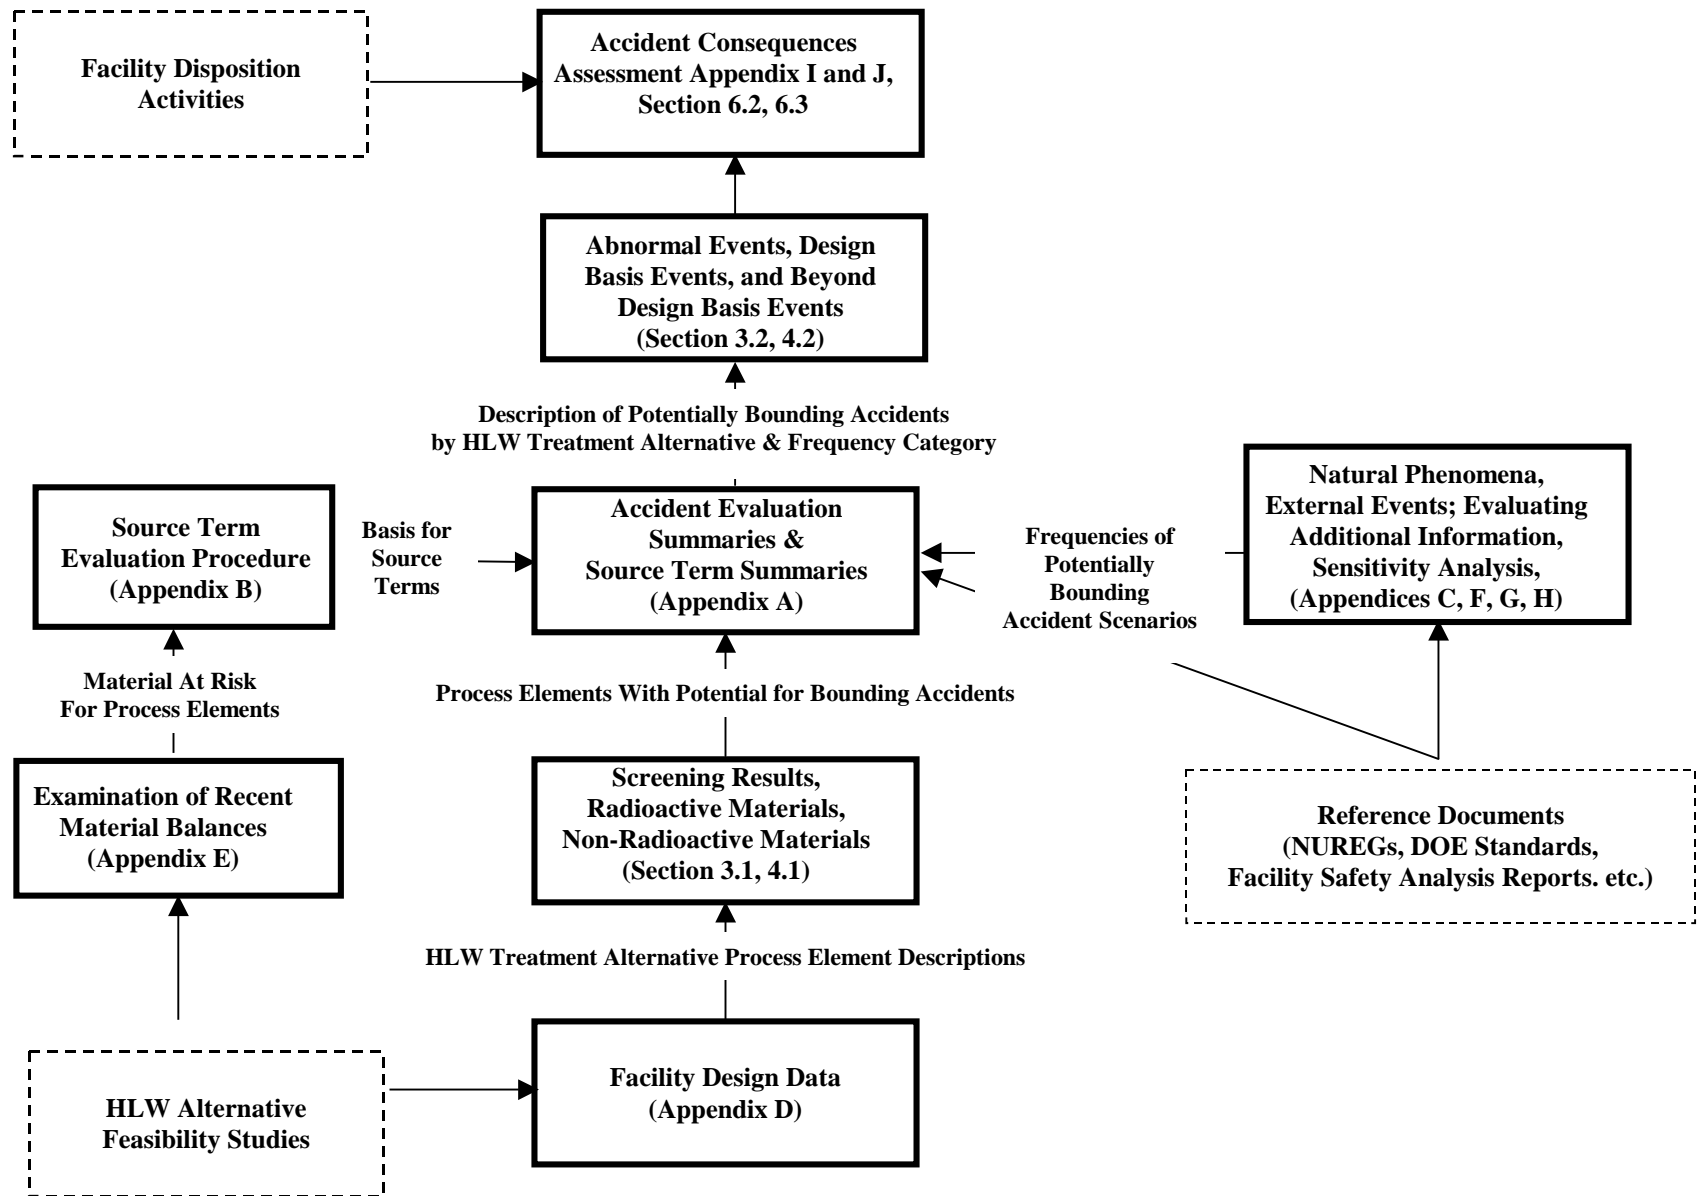 Facility Disposition
Activities
Accident Consequences
Assessment Appendix I and J,
Section 6.2, 6.3
Abnormal Events, Design
Basis Events, and Beyond
Design Basis Events
(Section 3.2, 4.2)
Description of Potentially Bounding Accidents
by HLW Treatment Alternative & Frequency Category
Source Term
Evaluation Procedure
(Appendix B)
Basis for
Source
Terms
Accident Evaluation
Summaries &
Source Term Summaries
(Appendix A)
Frequencies of
Potentially
Bounding
Accident Scenarios
Natural Phenomena,
External Events; Evaluating
Additional Information,
Sensitivity Analysis,
(Appendices C, F, G, H)
Material At Risk
For Process Elements
Process Elements With Potential for Bounding Accidents
Examination of Recent
Material Balances
(Appendix E)
Screening Results,
Radioactive Materials,
Non-Radioactive Materials
(Section 3.1, 4.1)
Reference Documents
(NUREGs, DOE Standards,
Facility Safety Analysis Reports. etc.)
HLW Treatment Alternative Process Element Descriptions
HLW Alternative
Feasibility Studies
Facility Design Data
(Appendix D)